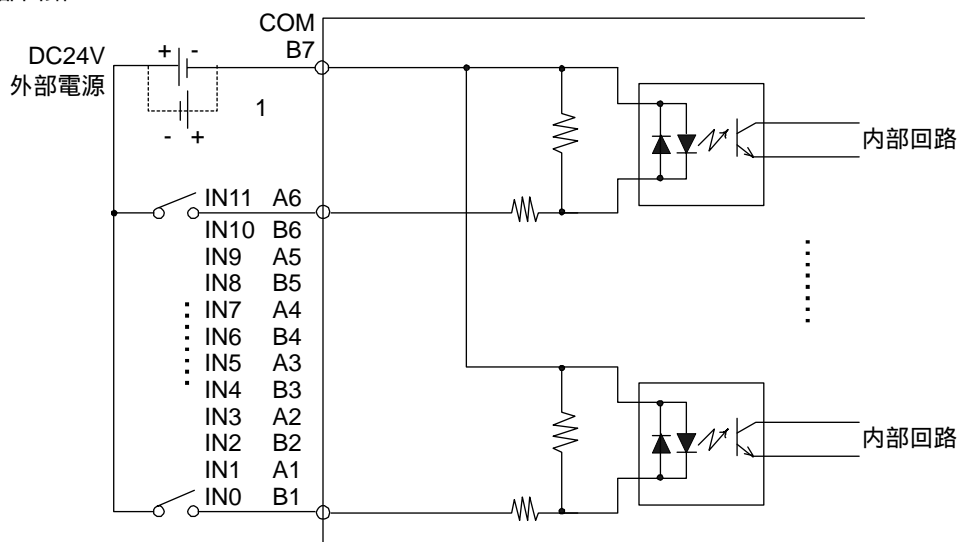 COM
B7
DC24V
外部電源
+ -
1
- +
内部回路
IN11 A6
IN10 B6
IN9 A5
IN8 B5
IN7 A4
IN6 B4
IN5 A3
IN4 B3
IN3 A2
IN2 B2
IN1 A1
IN0 B1
内部回路